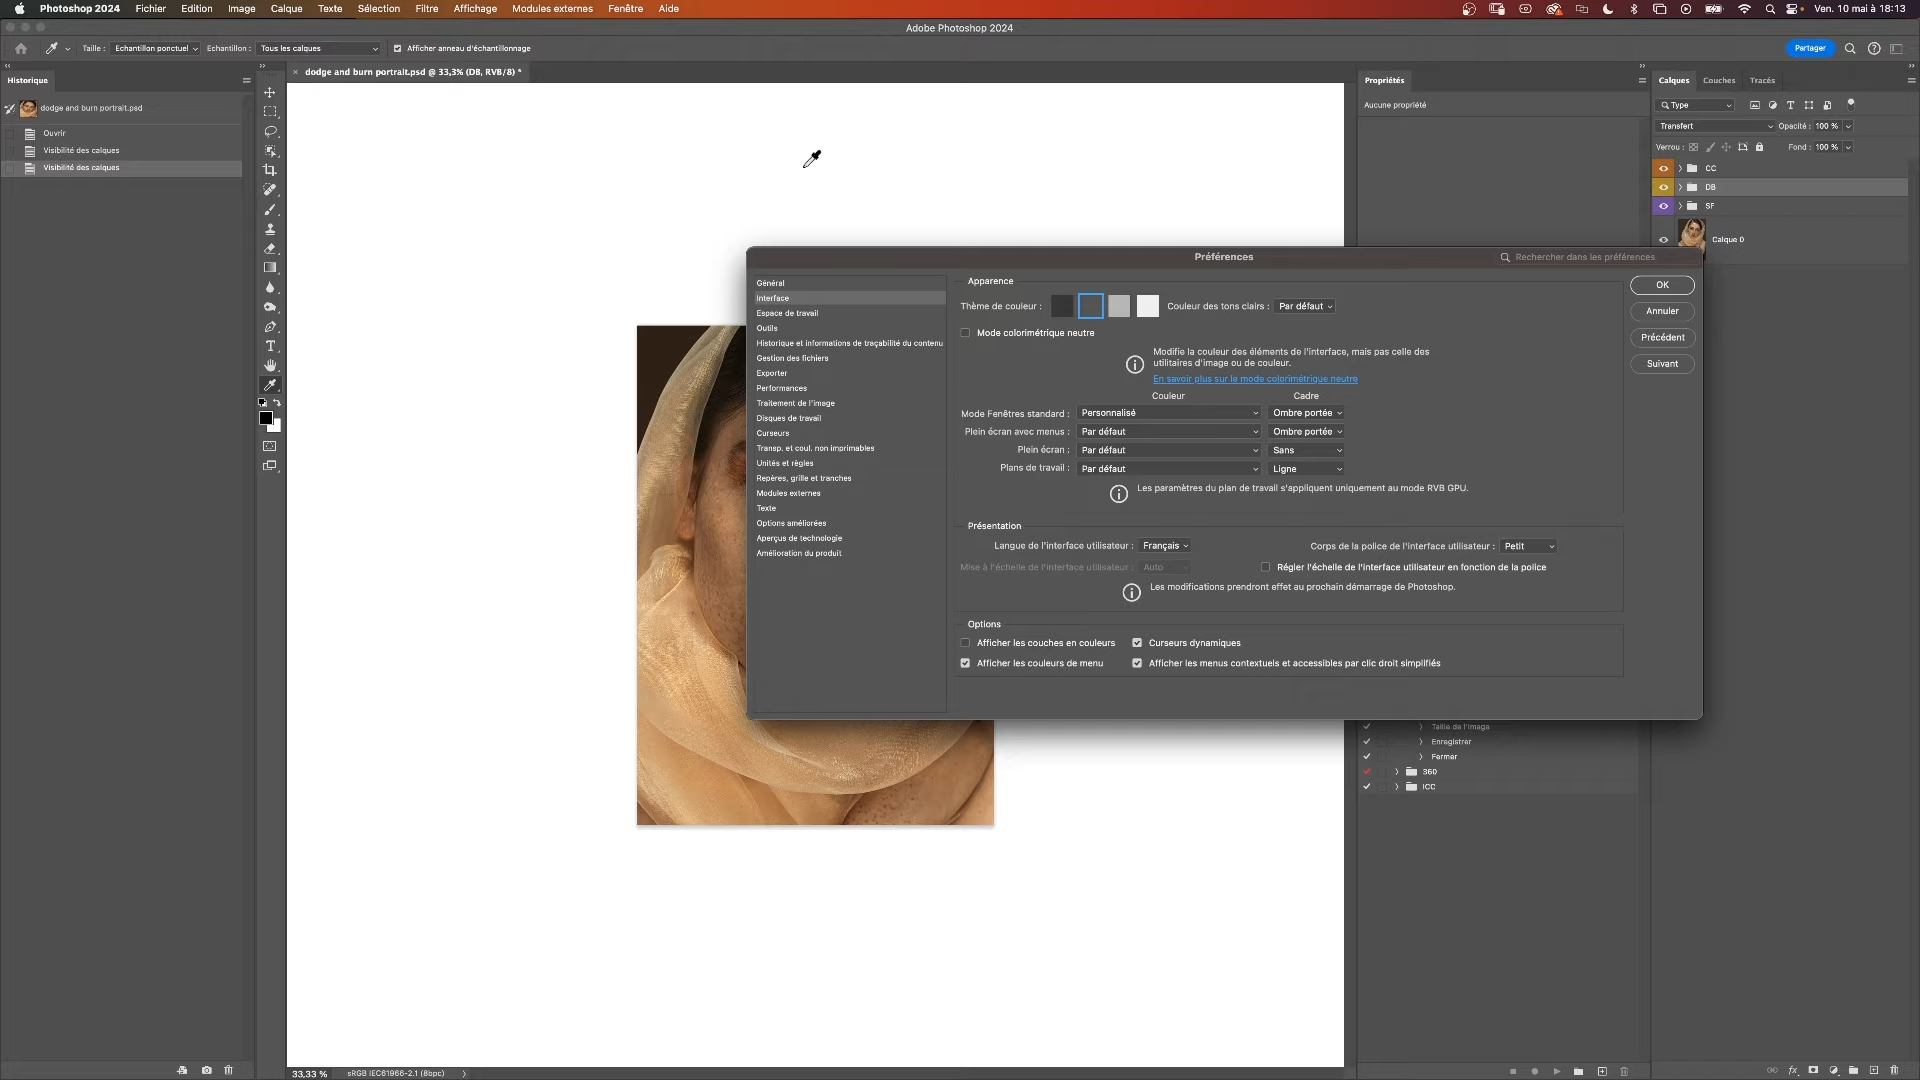 Photoshop 2024 Fichier Edition Image Calque Texte Sélection Filtre Affichage Modules externes Fenêtre Aide
Ven. 10 mai à 18:13
Adobe Photoshop 2024
Taille : Echantillon ponctuel Echantillon : Tous les calques Afficher anneau d'échantillonnage
Partager
Historique
dodge and burn portrait.psd
Ouvrir
Visibilité des calques
Visibilité des calques
× dodge and burn portrait.psd @ 33,3% (DB, RVB/8) *
Propriétés
Aucune propriété
Calques Couches Tracés
Type
Transfert Opacité : 100 %
Verrou : Fond : 100 %
CC
DB
SF
Calque 0
Préférences
Rechercher dans les préférences
Général
Interface
Espace de travail
Outils
Historique et informations de traçabilité du contenu
Gestion des fichiers
Exporter
Performances
Traitement de l'image
Disques de travail
Curseurs
Transp. et coul. non imprimables
Unités et règles
Repères, grille et tranches
Modules externes
Texte
Options améliorées
Aperçus de technologie
Amélioration du produit
Apparence
Thème de couleur : Couleur des tons clairs : Par défaut
Mode colorimétrique neutre
Modifie la couleur des éléments de l'interface, mais pas celle des
utilitaires d'image ou de couleur.
En savoir plus sur le mode colorimétrique neutre
Couleur Cadre
Mode Fenêtres standard : Personnalisé Ombre portée
Plein écran avec menus : Par défaut Ombre portée
Plein écran : Par défaut Sans
Plans de travail : Par défaut Ligne
Les paramètres du plan de travail s'appliquent uniquement au mode RVB GPU.
Présentation
Langue de l'interface utilisateur : Français Corps de la police de l'interface utilisateur : Petit
Mise à l'échelle de l'interface utilisateur : Auto Régler l'échelle de l'interface utilisateur en fonction de la police
Les modifications prendront effet au prochain démarrage de Photoshop.
Options
Afficher les couches en couleurs Curseurs dynamiques
Afficher les couleurs de menu Afficher les menus contextuels et accessibles par clic droit simplifiés
OK
Annuler
Précédent
Suivant
Taille de l'image
Enregistrer
Fermer
360
ICC
33,33 % sRGB IEC61966-2.1 (8bpc)